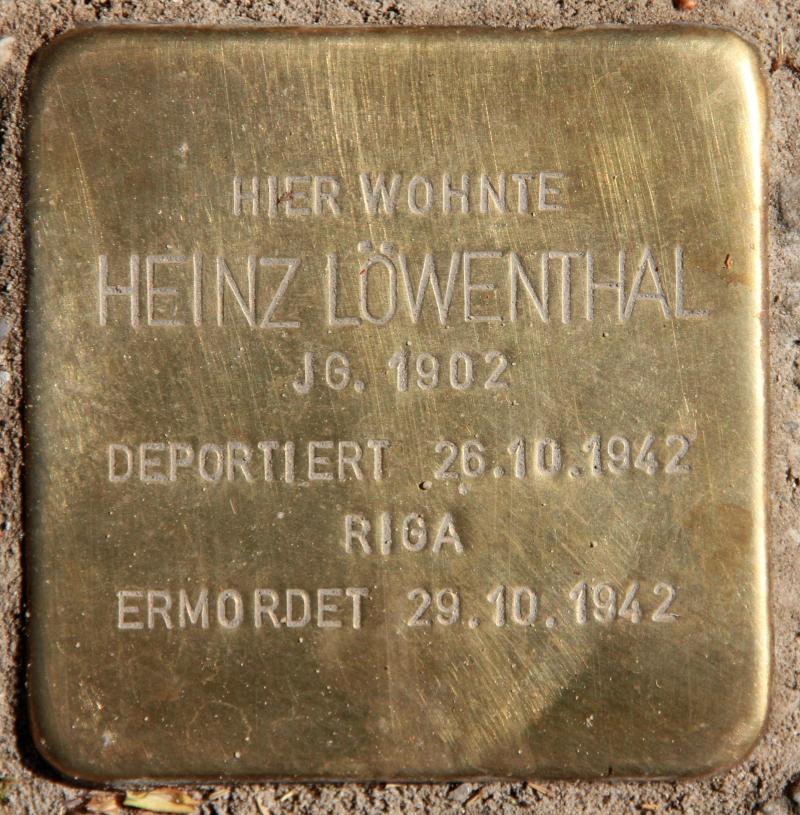 HIER WOHNTE
HEINZ LÖWENTHAL
JG. 1902
DEPORTIERT 26.10.1942
RIGA
ERMORDET 29.10.1942